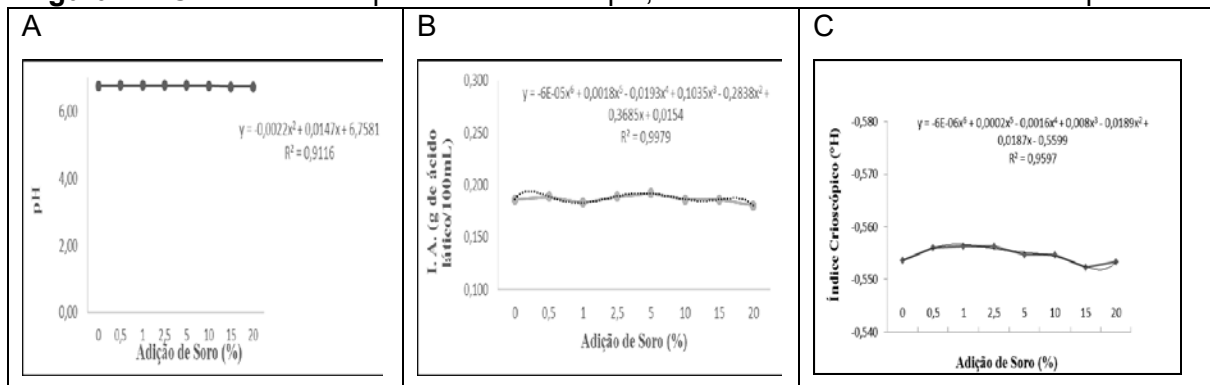 A
6,00
4,00
2,00
0,00
pH
y = -0,0022x² + 0,0147x + 6,7581
R² = 0,9116
0 0,5 1 2,5 5 10 15 20
Adição de Soro (%)
B
0,300
0,250
0,200
0,150
0,100
I. A. (g de ácido
lático/100mL)
y = -6E-05x⁶ + 0,0018x⁵ - 0,0193x⁴ + 0,1035x³ - 0,2838x² +
0,3685x + 0,0154
R² = 0,9979
0 0,5 1 2,5 5 10 15 20
Adição de Soro (%)
C
-0,580
-0,570
-0,560
-0,550
-0,540
Índice Crioscópico (°H)
y = -6E-06x⁶ + 0,0002x⁵ - 0,0016x⁴ + 0,008x³ - 0,0189x² +
0,0187x - 0,5599
R² = 0,9597
0 0,5 1 2,5 5 10 15 20
Adição de Soro (%)